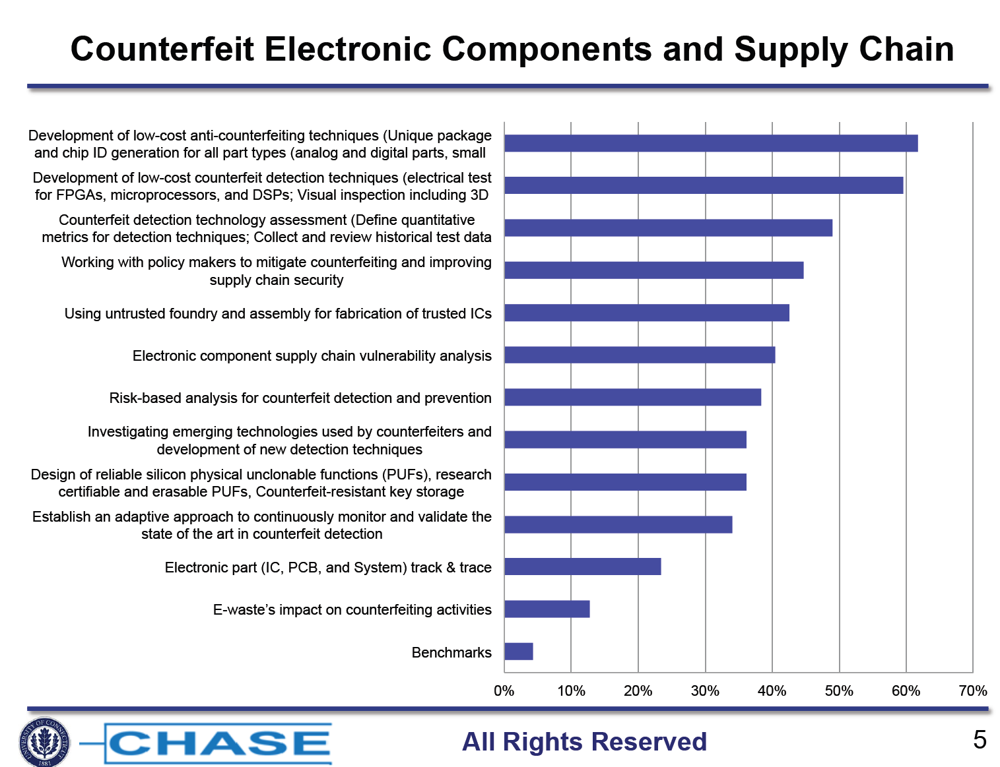 Counterfeit Electronic Components and Supply Chain
Development of low-cost anti-counterfeiting techniques (Unique package
and chip ID generation for all part types (analog and digital parts, small
Development of low-cost counterfeit detection techniques (electrical test
for FPGAs, microprocessors, and DSPs; Visual inspection including 3D
Counterfeit detection technology assessment (Define quantitative
metrics for detection techniques; Collect and review historical test data
Working with policy makers to mitigate counterfeiting and improving
supply chain security
Using untrusted foundry and assembly for fabrication of trusted ICs
Electronic component supply chain vulnerability analysis
Risk-based analysis for counterfeit detection and prevention
Investigating emerging technologies used by counterfeiters and
development of new detection techniques
Design of reliable silicon physical unclonable functions (PUFs), research
certifiable and erasable PUFs, Counterfeit-resistant key storage
Establish an adaptive approach to continuously monitor and validate the
state of the art in counterfeit detection
Electronic part (IC, PCB, and System) track & trace
E-waste’s impact on counterfeiting activities
Benchmarks
0% 10% 20% 30% 40% 50% 60% 70%
UNIVERSITY OF CONNECTICUT
1881
CHASE
All Rights Reserved
5